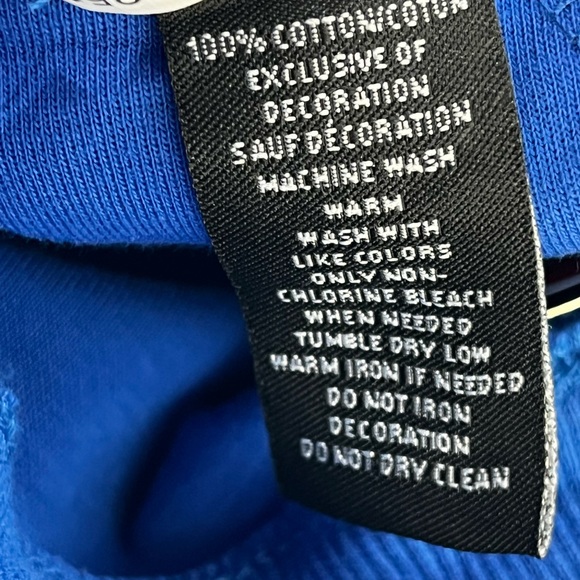 100% COTTON/COTON
EXCLUSIVE OF
DECORATION
SAUF DÉCORATION
MACHINE WASH
WARM
WASH WITH
LIKE COLORS
ONLY NON-
CHLORINE BLEACH
WHEN NEEDED
TUMBLE DRY LOW
WARM IRON IF NEEDED
DO NOT IRON
DECORATION
DO NOT DRY CLEAN